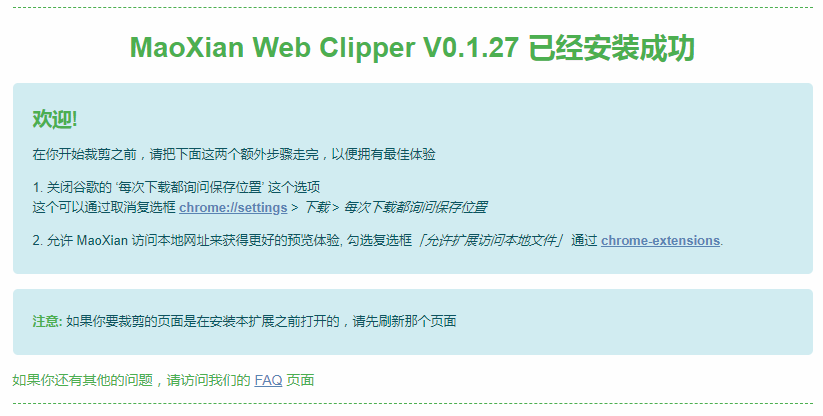 MaoXian Web Clipper V0.1.27 已经安装成功
欢迎!
在你开始裁剪之前，请把下面这两个额外步骤走完，以便拥有最佳体验
1. 关闭谷歌的 ‘每次下载都询问保存位置’ 这个选项
这个可以通过取消复选框 chrome://settings > 下载 > 每次下载都询问保存位置
2. 允许 MaoXian 访问本地网址来获得更好的预览体验, 勾选复选框「允许扩展访问本地文件」 通过 chrome-extensions.
注意: 如果你要裁剪的页面是在安装本扩展之前打开的，请先刷新那个页面
如果你还有其他的问题，请访问我们的 FAQ 页面